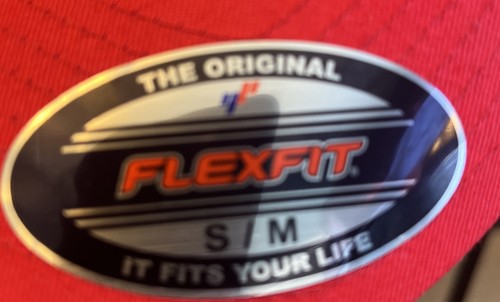 THE ORIGINAL
FLEXFIT
S / M
IT FITS YOUR LIFE